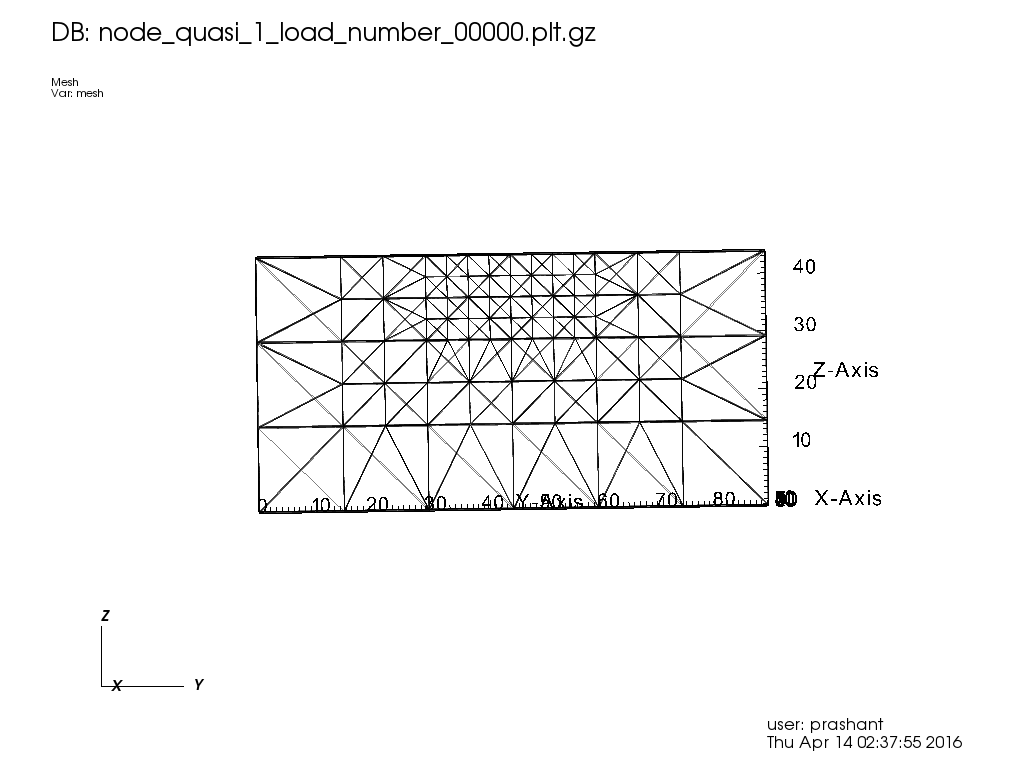 DB: node_quasi_1_load_number_00000.plt.gz
Mesh
Var: mesh
40
30
20
Z-Axis
10
0 10 20 30 40 50 60 70 80
Y-Axis
X-Axis
Z
X
Y
user: prashant
Thu Apr 14 02:37:55 2016